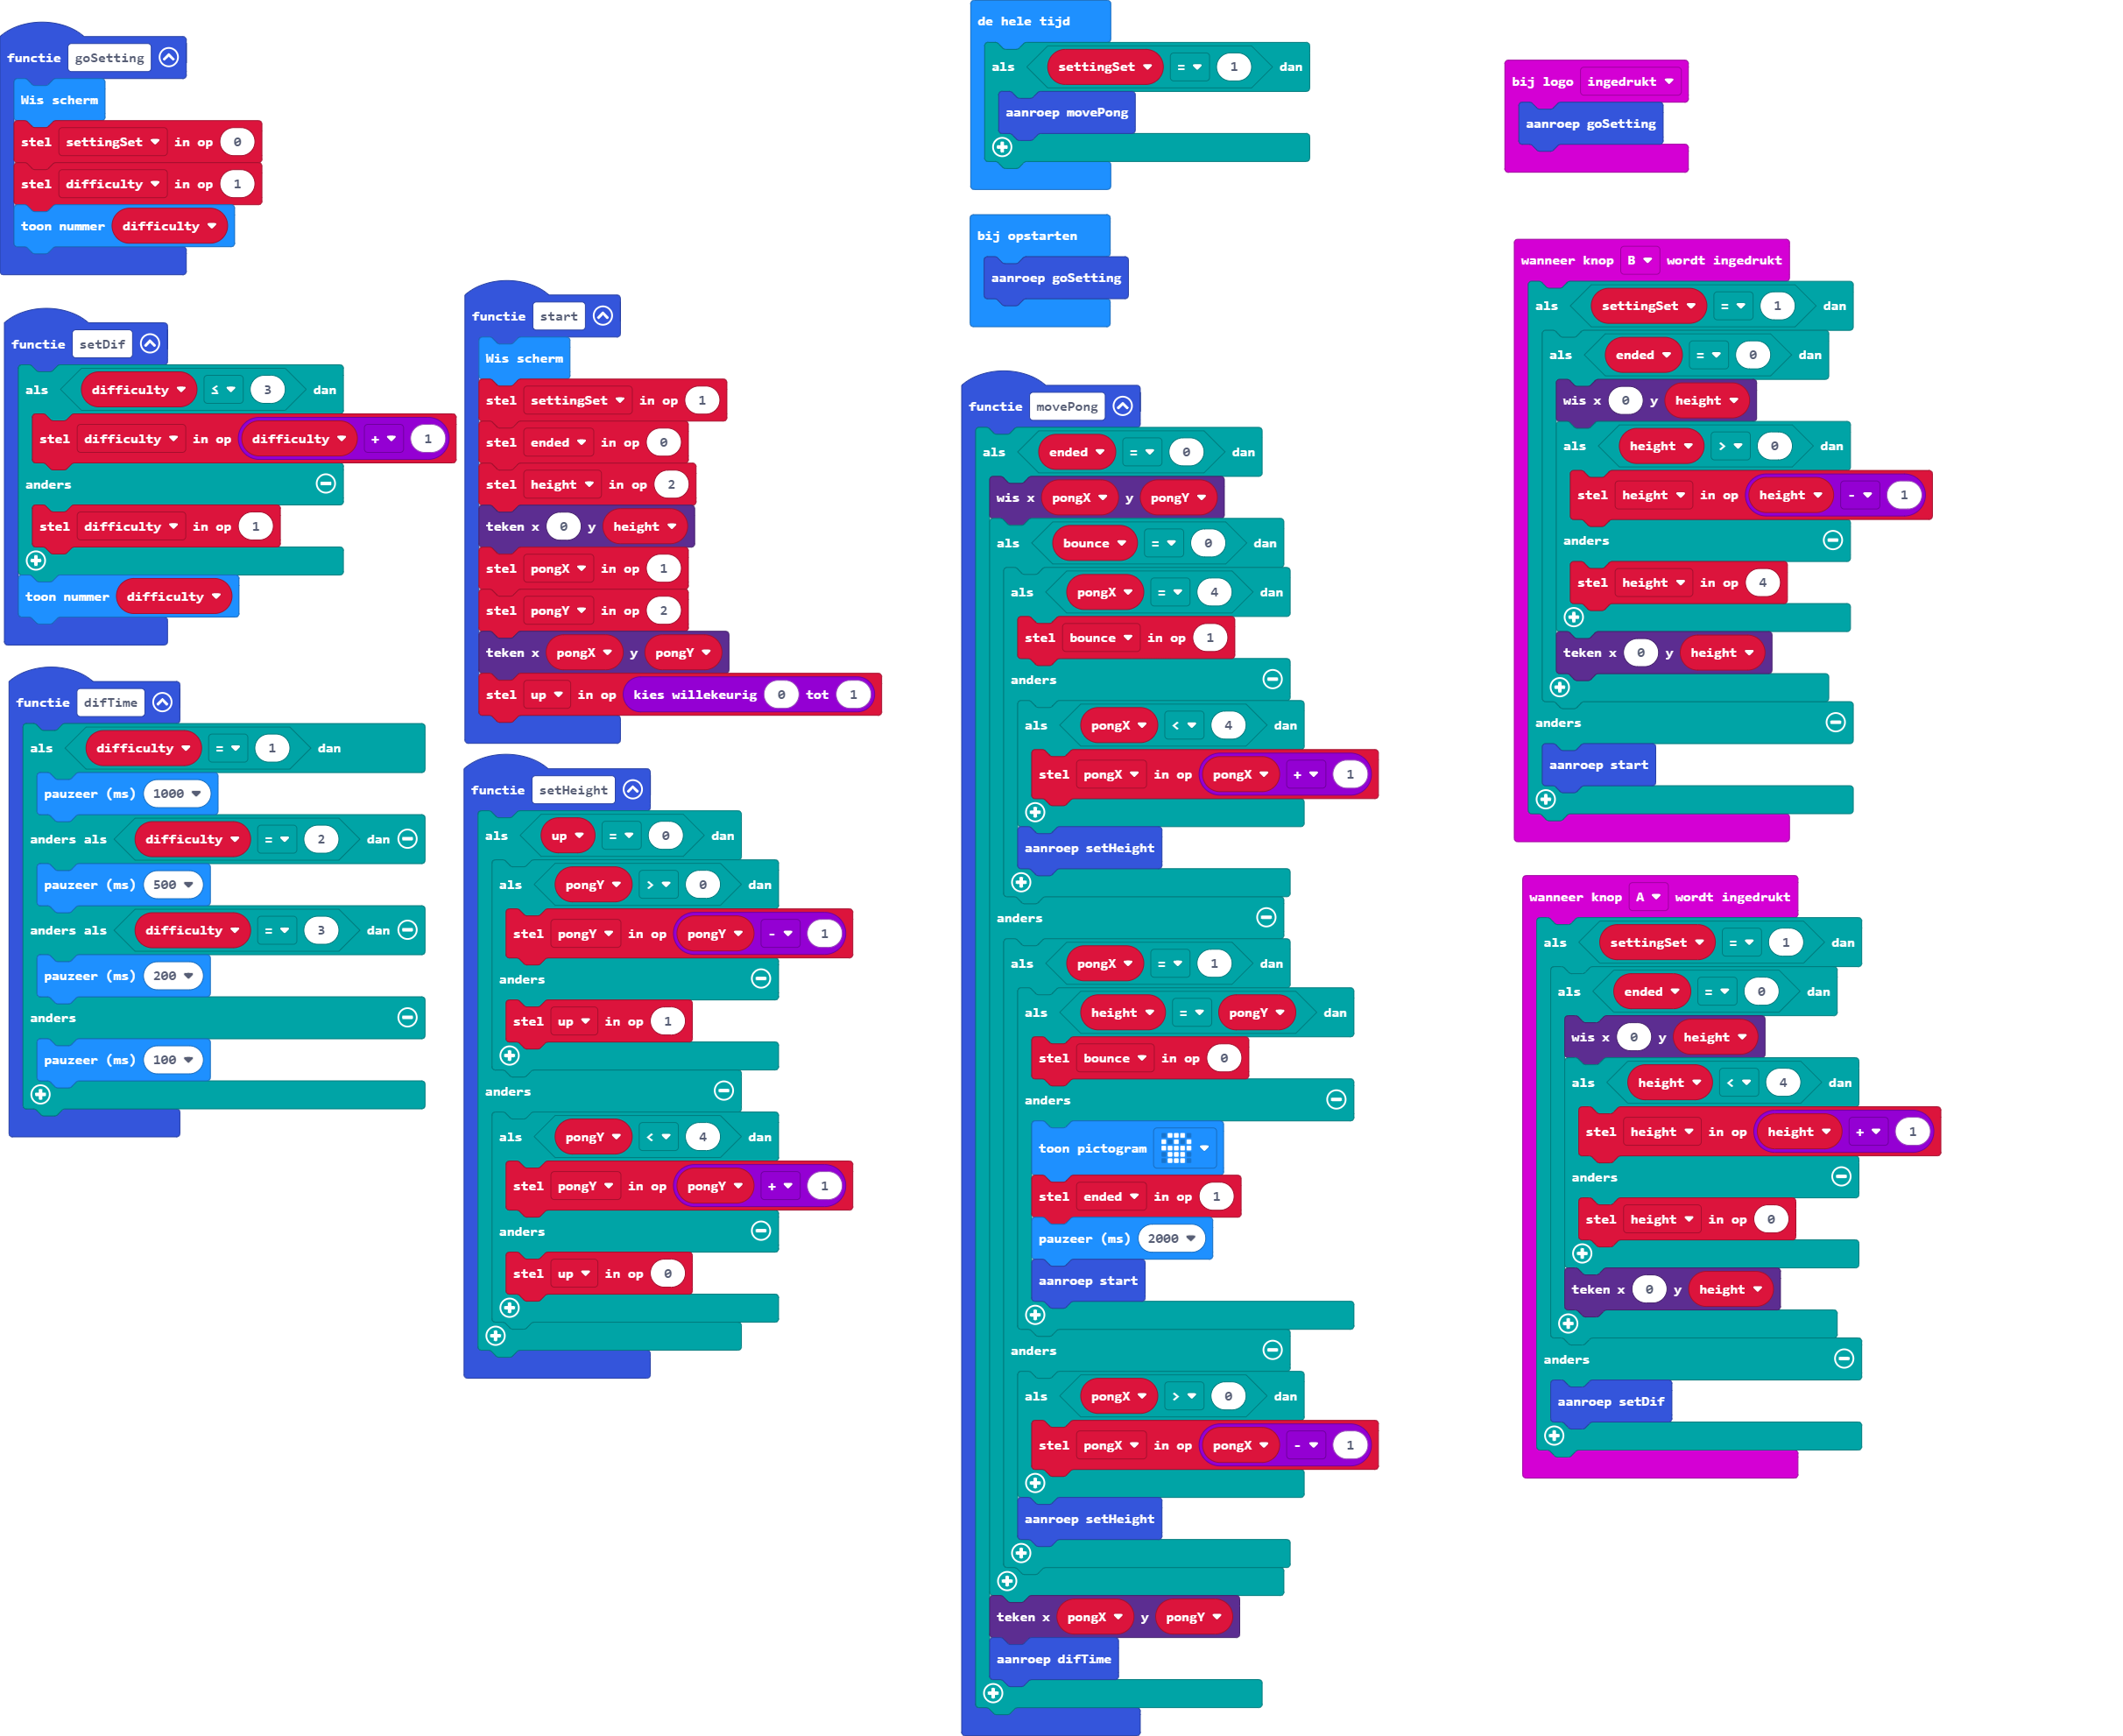 functie goSetting
Wis scherm
stel settingSet in op 0
stel difficulty in op 1
toon nummer difficulty
functie setDif
als difficulty ≤ 3 dan
stel difficulty in op difficulty + 1
anders
stel difficulty in op 1
toon nummer difficulty
functie difTime
als difficulty = 1 dan
pauzeer (ms) 1000
anders als difficulty = 2 dan
pauzeer (ms) 500
anders als difficulty = 3 dan
pauzeer (ms) 200
anders
pauzeer (ms) 100
functie start
Wis scherm
stel settingSet in op 1
stel ended in op 0
stel height in op 2
teken x 0 y height
stel pongX in op 1
stel pongY in op 2
teken x pongX y pongY
stel up in op kies willekeurig 0 tot 1
functie setHeight
als up = 0 dan
als pongY > 0 dan
stel pongY in op pongY - 1
anders
stel up in op 1
anders
als pongY < 4 dan
stel pongY in op pongY + 1
anders
stel up in op 0
de hele tijd
als settingSet = 1 dan
aanroep movePong
bij opstarten
aanroep goSetting
functie movePong
als ended = 0 dan
wis x pongX y pongY
als bounce = 0 dan
als pongX = 4 dan
stel bounce in op 1
anders
als pongX < 4 dan
stel pongX in op pongX + 1
aanroep setHeight
anders
als pongX = 1 dan
als height = pongY dan
stel bounce in op 0
anders
toon pictogram
stel ended in op 1
pauzeer (ms) 2000
aanroep start
anders
als pongX > 0 dan
stel pongX in op pongX - 1
aanroep setHeight
teken x pongX y pongY
aanroep difTime
bij logo ingedrukt
aanroep goSetting
wanneer knop B wordt ingedrukt
als settingSet = 1 dan
als ended = 0 dan
wis x 0 y height
als height > 0 dan
stel height in op height - 1
anders
stel height in op 4
teken x 0 y height
anders
aanroep start
wanneer knop A wordt ingedrukt
als settingSet = 1 dan
als ended = 0 dan
wis x 0 y height
als height < 4 dan
stel height in op height + 1
anders
stel height in op 0
teken x 0 y height
anders
aanroep setDif